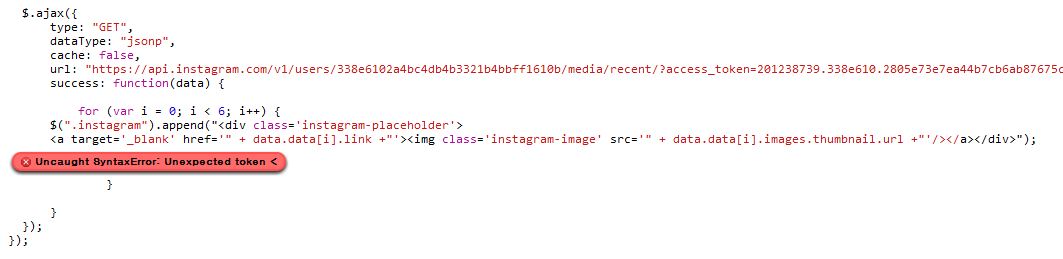 $.ajax({
type: "GET",
dataType: "jsonp",
cache: false,
url: "https://api.instagram.com/v1/users/338e6102a4bc4db4b3321b4bbff1610b/media/recent/?access_token=201238739.338e610.2805e73e7ea44b7cb6ab87675c
success: function(data) {
for (var i = 0; i < 6; i++) {
$(".instagram").append("<div class='instagram-placeholder'>
<a target='_blank' href='" + data.data[i].link +"'><img class='instagram-image' src='" + data.data[i].images.thumbnail.url +"'/></a></div>");
Uncaught SyntaxError: Unexpected token <
}
}
});
});